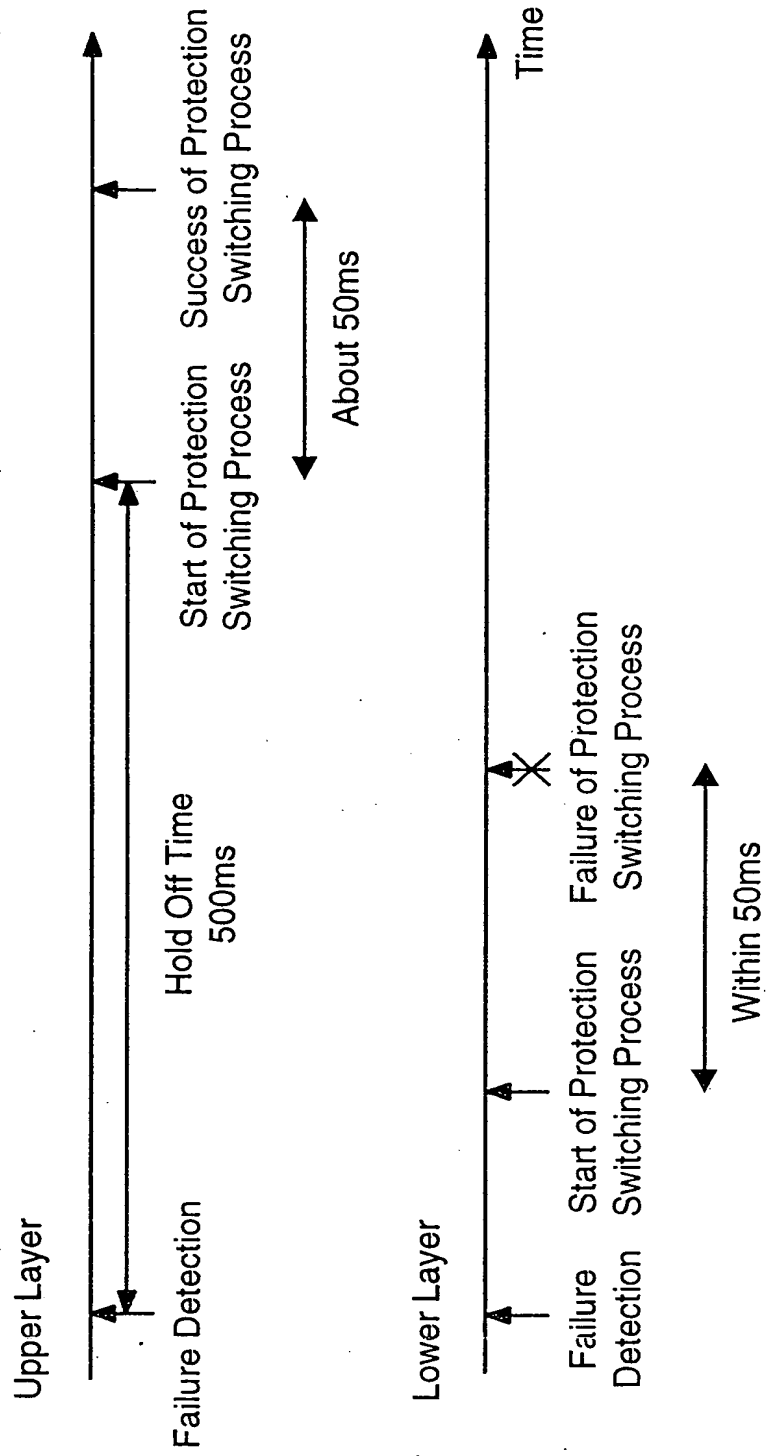 Upper Layer
Failure Detection
Hold Off Time
500ms
Start of Protection
Switching Process
Success of Protection
Switching Process
About 50ms
Lower Layer
Failure
Detection
Start of Protection
Switching Process
Failure of Protection
Switching Process
Within 50ms
Time